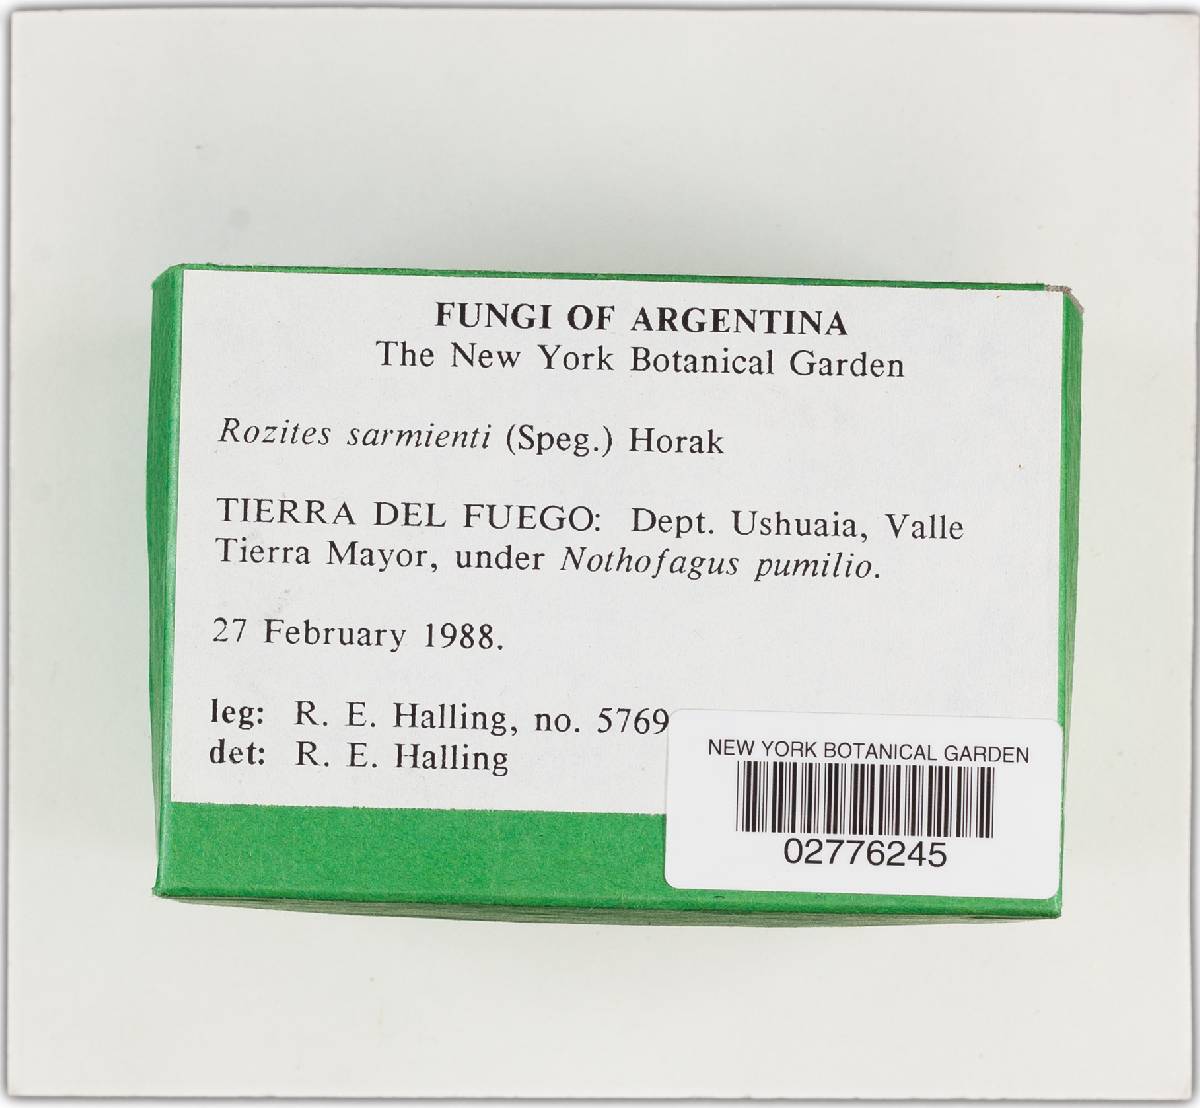 FUNGI OF ARGENTINA
The New York Botanical Garden
Rozites sarmienti (Speg.) Horak
TIERRA DEL FUEGO: Dept. Ushuaia, Valle
Tierra Mayor, under Nothofagus pumilio.
27 February 1988.
leg: R. E. Halling, no. 5769
det: R. E. Halling
NEW YORK BOTANICAL GARDEN
02776245